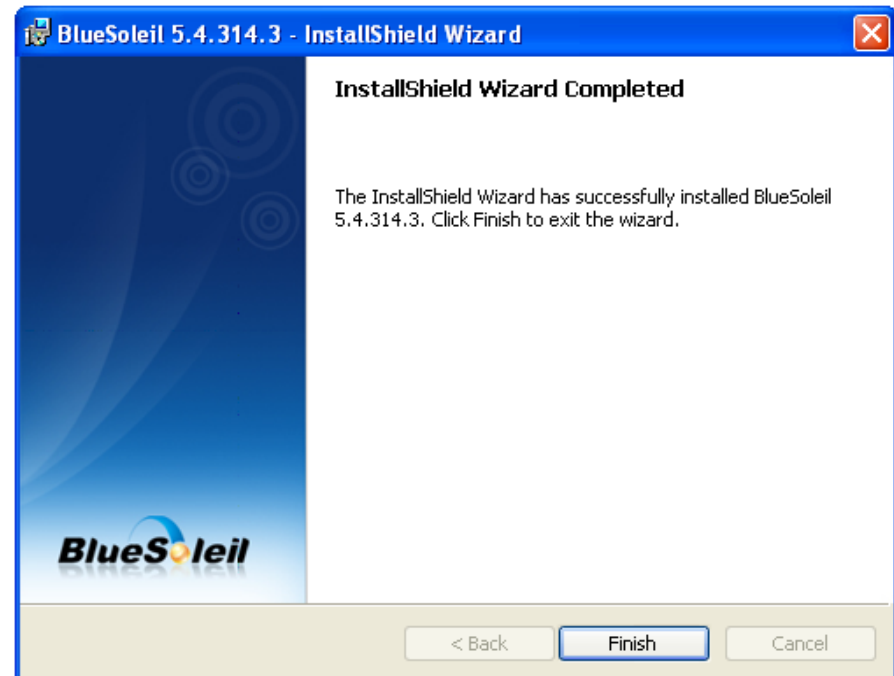 BlueSoleil 5.4.314.3 - InstallShield Wizard
InstallShield Wizard Completed
The InstallShield Wizard has successfully installed BlueSoleil
5.4.314.3. Click Finish to exit the wizard.
BlueSoleil
< Back
Finish
Cancel